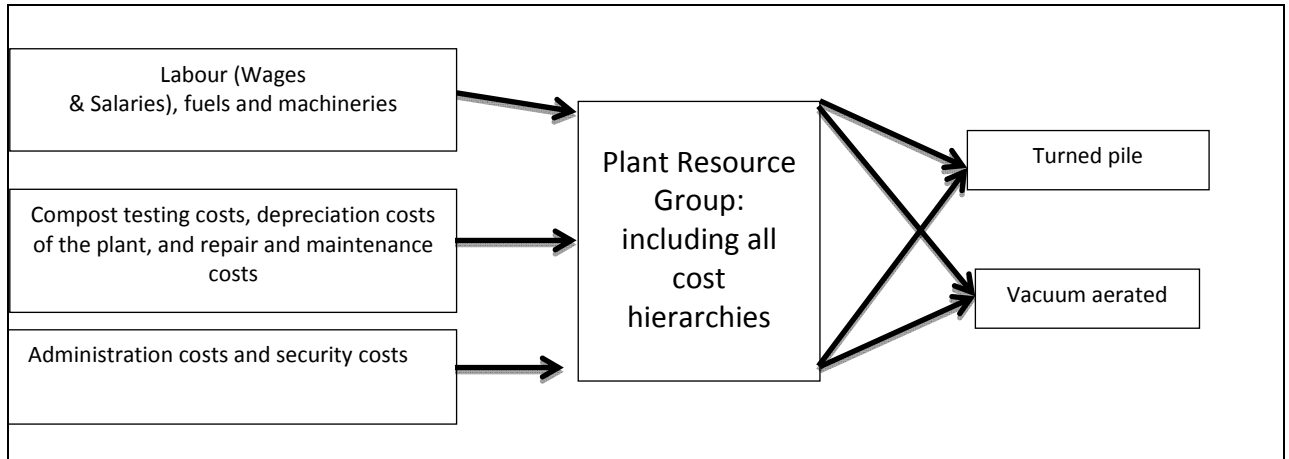 Labour (Wages
& Salaries), fuels and machineries
Compost testing costs, depreciation costs
of the plant, and repair and maintenance
costs
Administration costs and security costs
Plant Resource
Group:
including all
cost
hierarchies
Turned pile
Vacuum aerated